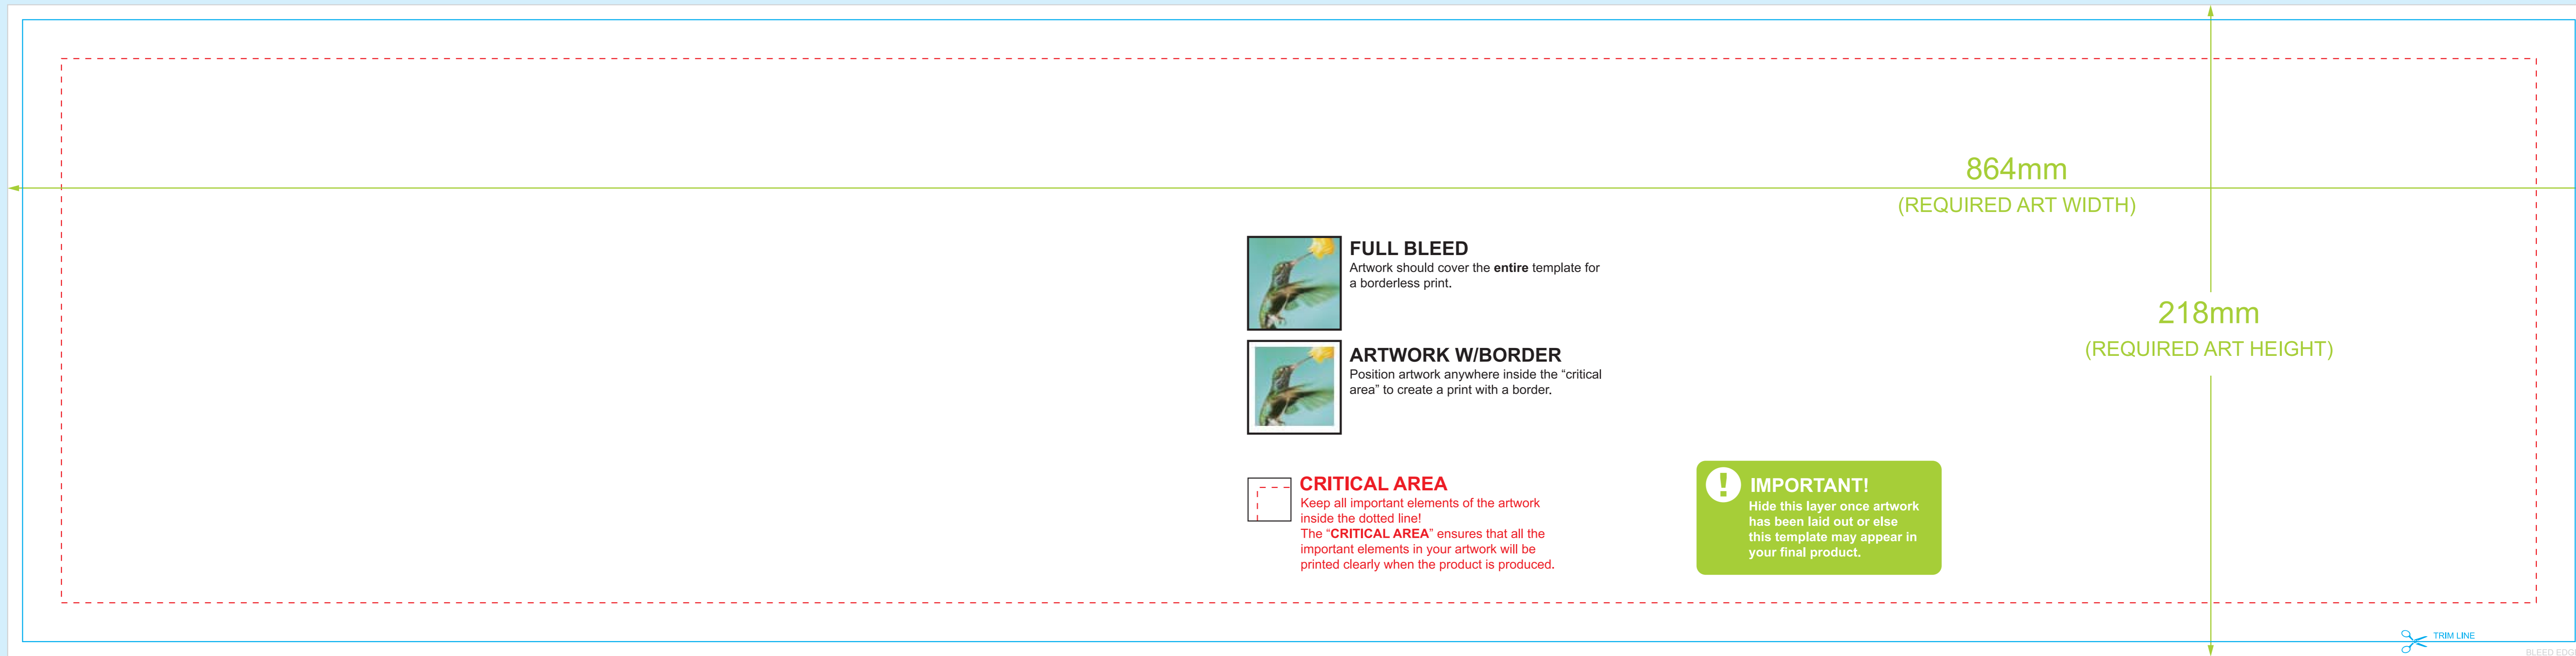 864mm
(REQUIRED ART WIDTH)
FULL BLEED
Artwork should cover the entire template for
a borderless print.
218mm
(REQUIRED ART HEIGHT)
ARTWORK W/BORDER
Position artwork anywhere inside the “critical
area” to create a print with a border.
CRITICAL AREA
Keep all important elements of the artwork
inside the dotted line!
The “CRITICAL AREA” ensures that all the
important elements in your artwork will be
printed clearly when the product is produced.
! IMPORTANT!
Hide this layer once artwork
has been laid out or else
this template may appear in
your final product.
TRIM LINE
BLEED EDG